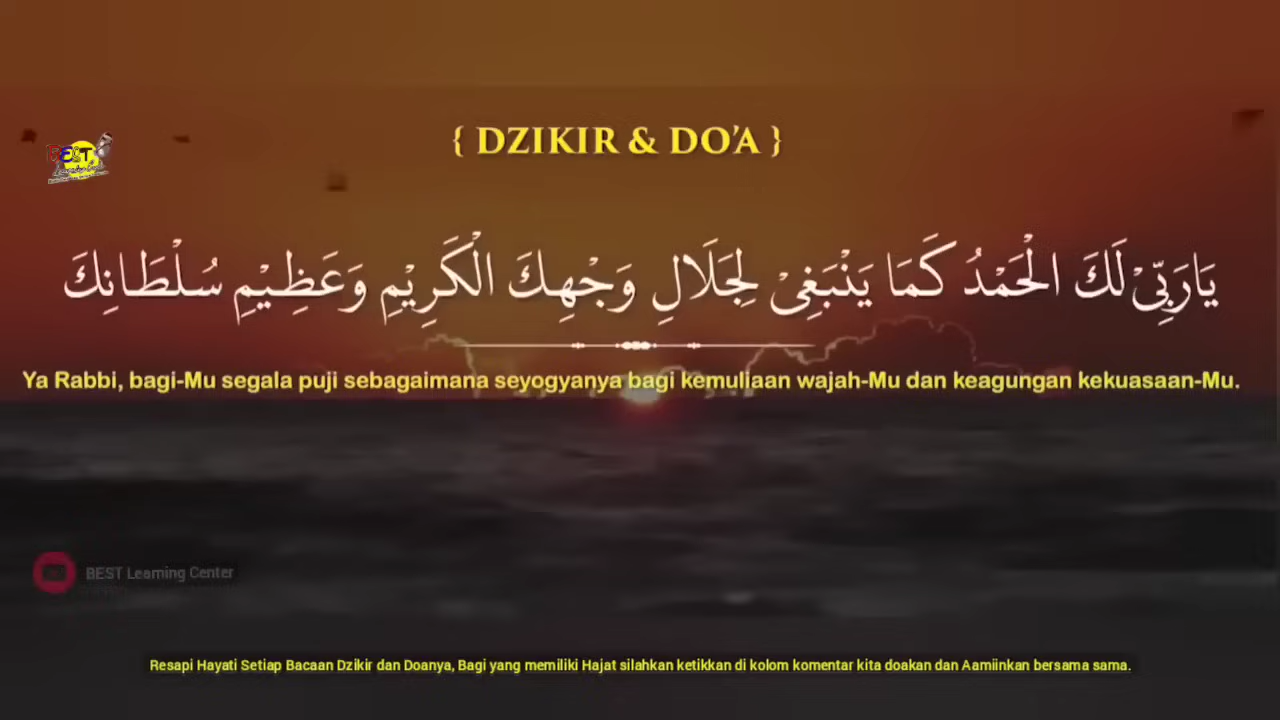 BEST
{ DZIKIR & DO’A }
يَارَبِّيْ لَكَ الْحَمْدُ كَمَا يَنْبَغِيْ لِجَلَالِ وَجْهِكَ الْكَرِيْمِ وَعَظِيْمِ سُلْطَانِكَ
Ya Rabbi, bagi-Mu segala puji sebagaimana seyogyanya bagi kemuliaan wajah-Mu dan keagungan kekuasaan-Mu.
BEST Learning Center
Resapi Hayati Setiap Bacaan Dzikir dan Doanya, Bagi yang memiliki Hajat silahkan ketikkan di kolom komentar kita doakan dan Aamiinkan bersama sama.